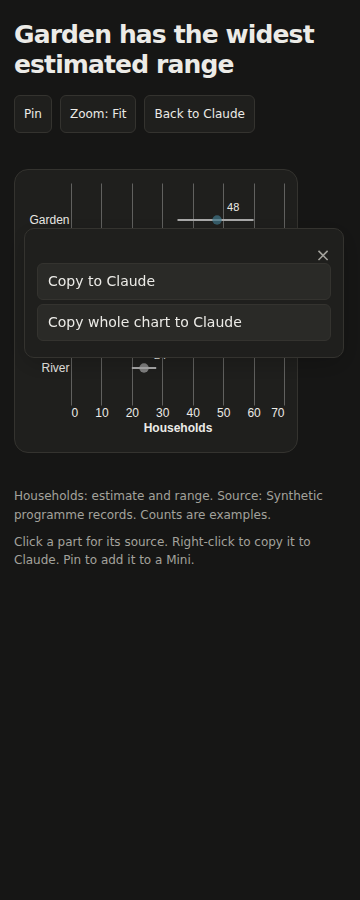 Garden has the widest
estimated range
Pin
Zoom: Fit
Back to Claude
48
Garden
×
Copy to Claude
Copy whole chart to Claude
River
0 10 20 30 40 50 60 70
Households
Households: estimate and range. Source: Synthetic
programme records. Counts are examples.
Click a part for its source. Right-click to copy it to
Claude. Pin to add it to a Mini.